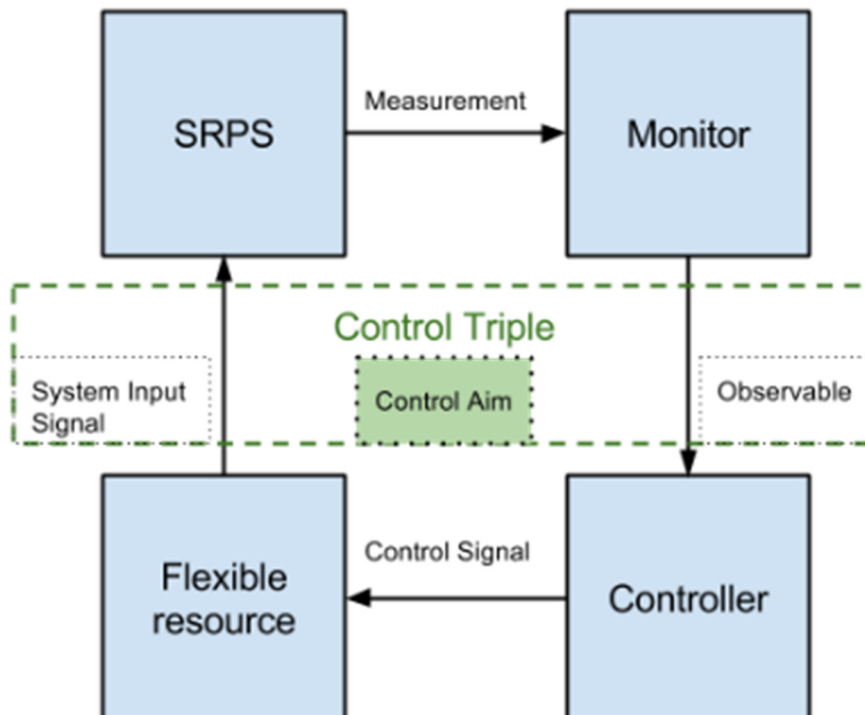 SRPS
Measurement
Monitor
Control Triple
System Input
Signal
Control Aim
Observable
Flexible
resource
Control Signal
Controller